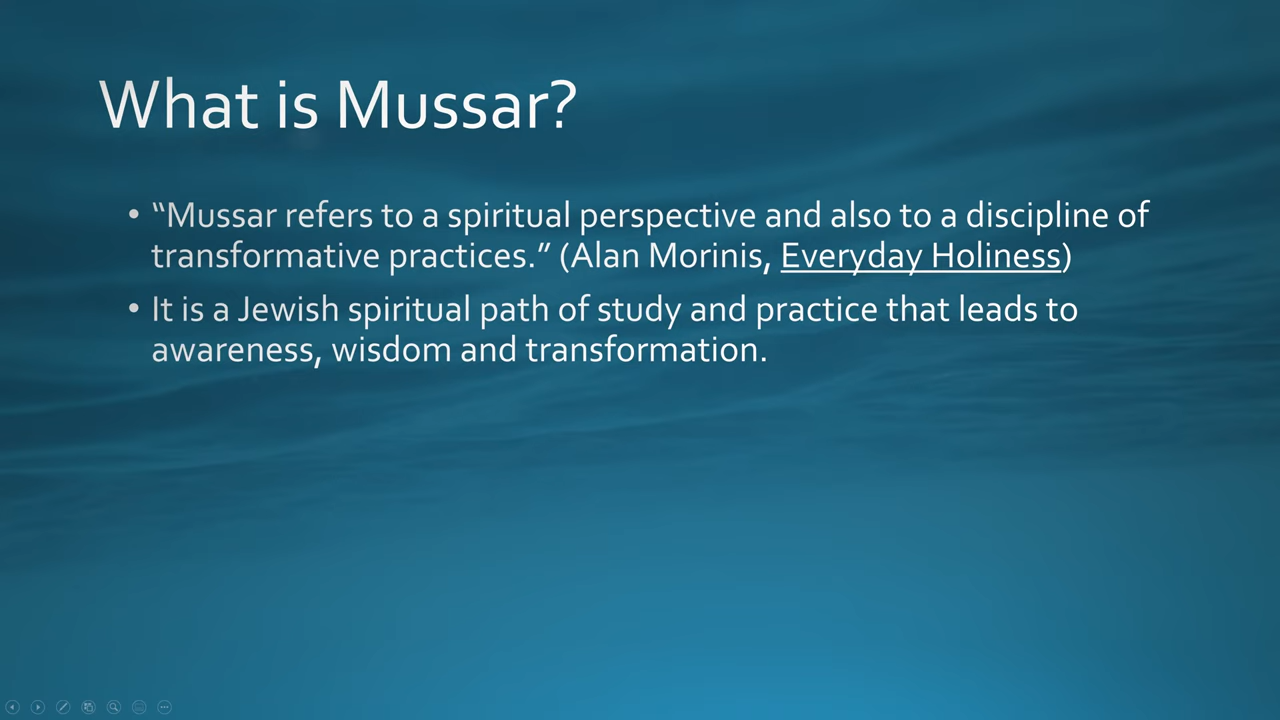 What is Mussar?
• “Mussar refers to a spiritual perspective and also to a discipline of
transformative practices.” (Alan Morinis, Everyday Holiness)
• It is a Jewish spiritual path of study and practice that leads to
awareness, wisdom and transformation.